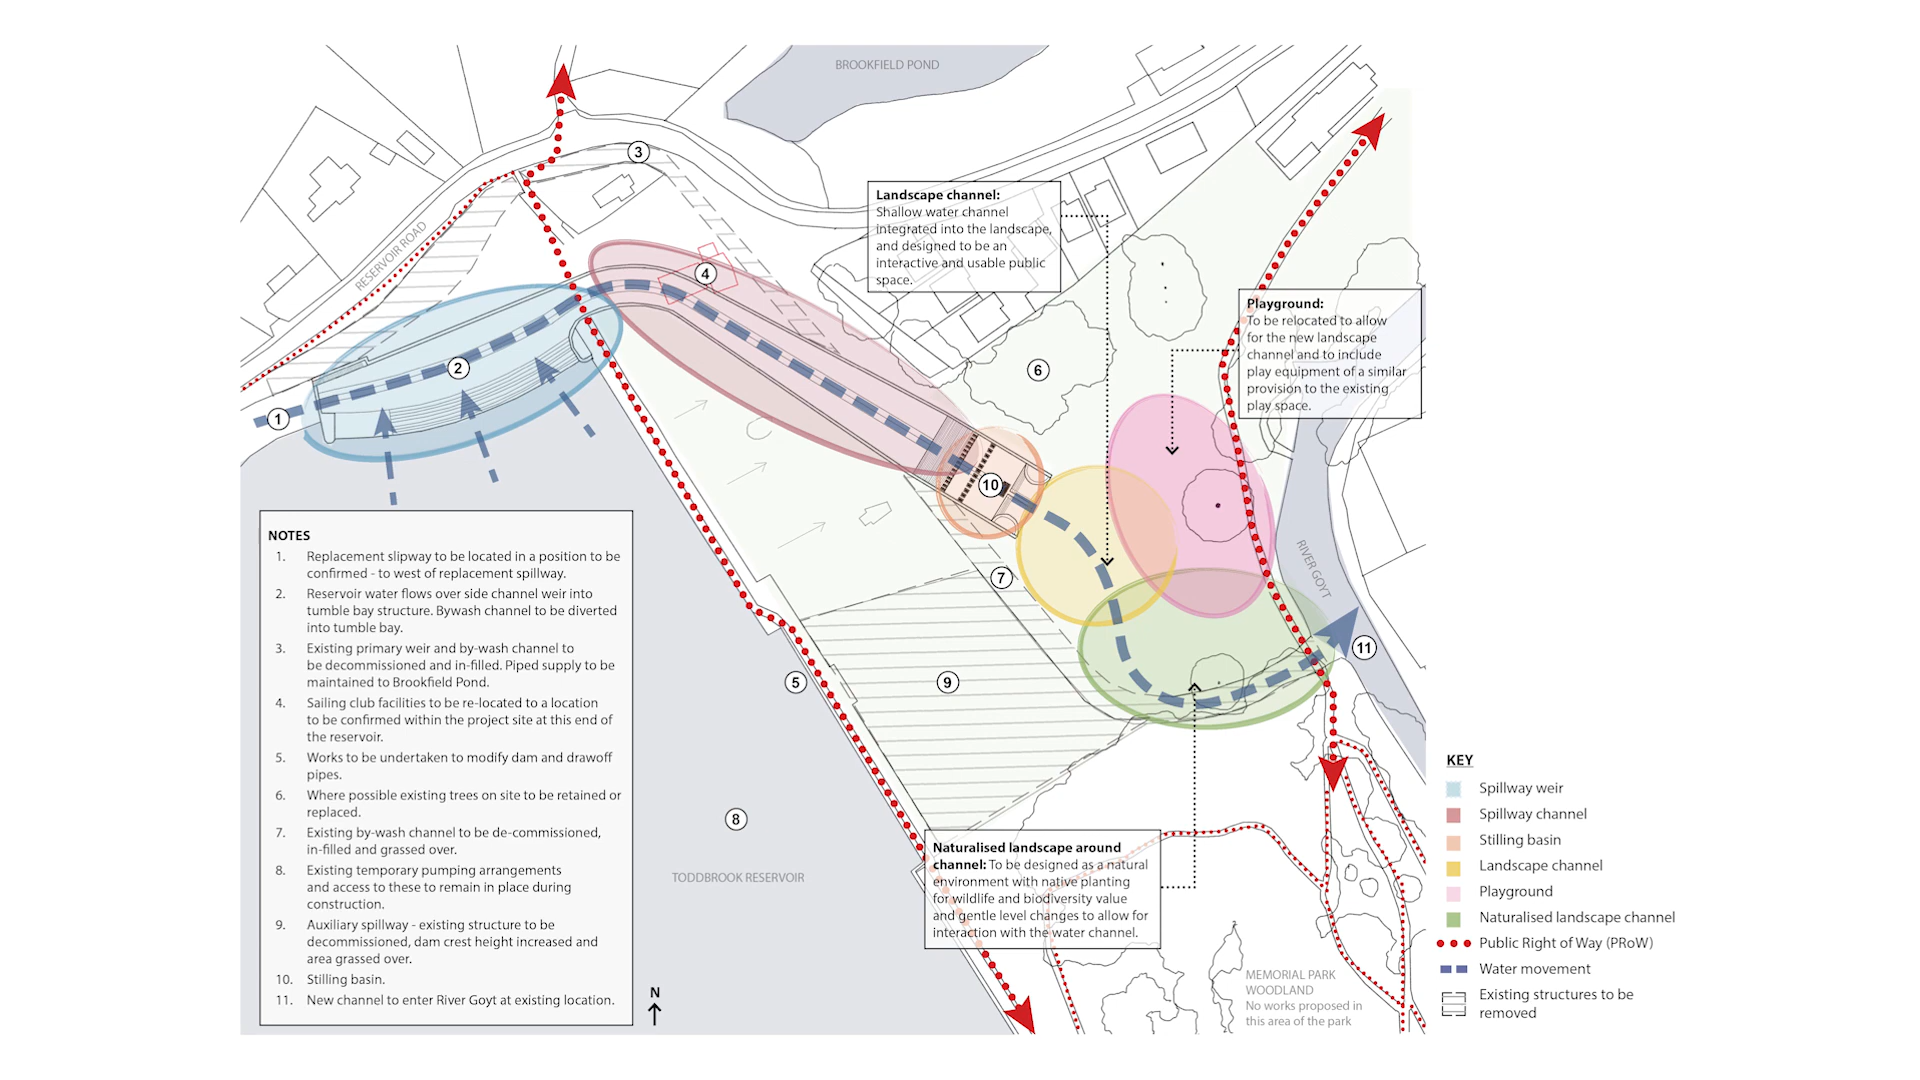 BROOKFIELD POND
3
RESERVOIR ROAD
4
Landscape channel:
Shallow water channel
integrated into the landscape,
and designed to be an
interactive and usable public
space.
Playground:
To be relocated to allow
for the new landscape
channel and to include
play equipment of a similar
provision to the existing
play space.
2
6
1
10
RIVER GOYT
7
11
5
9
8
TODDBROOK RESERVOIR
NOTES
1. Replacement slipway to be located in a position to be
confirmed - to west of replacement spillway.
2. Reservoir water flows over side channel weir into
tumble bay structure. Bywash channel to be diverted
into tumble bay.
3. Existing primary weir and by-wash channel to
be decommissioned and in-filled. Piped supply to be
maintained to Brookfield Pond.
4. Sailing club facilities to be re-located to a location
to be confirmed within the project site at this end of
the reservoir.
5. Works to be undertaken to modify dam and drawoff
pipes.
6. Where possible existing trees on site to be retained or
replaced.
7. Existing by-wash channel to be de-commissioned,
in-filled and grassed over.
8. Existing temporary pumping arrangements
and access to these to remain in place during
construction.
9. Auxiliary spillway - existing structure to be
decommissioned, dam crest height increased and
area grassed over.
10. Stilling basin.
11. New channel to enter River Goyt at existing location.
N
Naturalised landscape around
channel: To be designed as a natural
environment with native planting
for wildlife and biodiversity value
and gentle level changes to allow for
interaction with the water channel.
MEMORIAL PARK
WOODLAND
No works proposed in
this area of the park
KEY
Spillway weir
Spillway channel
Stilling basin
Landscape channel
Playground
Naturalised landscape channel
Public Right of Way (PRoW)
Water movement
Existing structures to be
removed